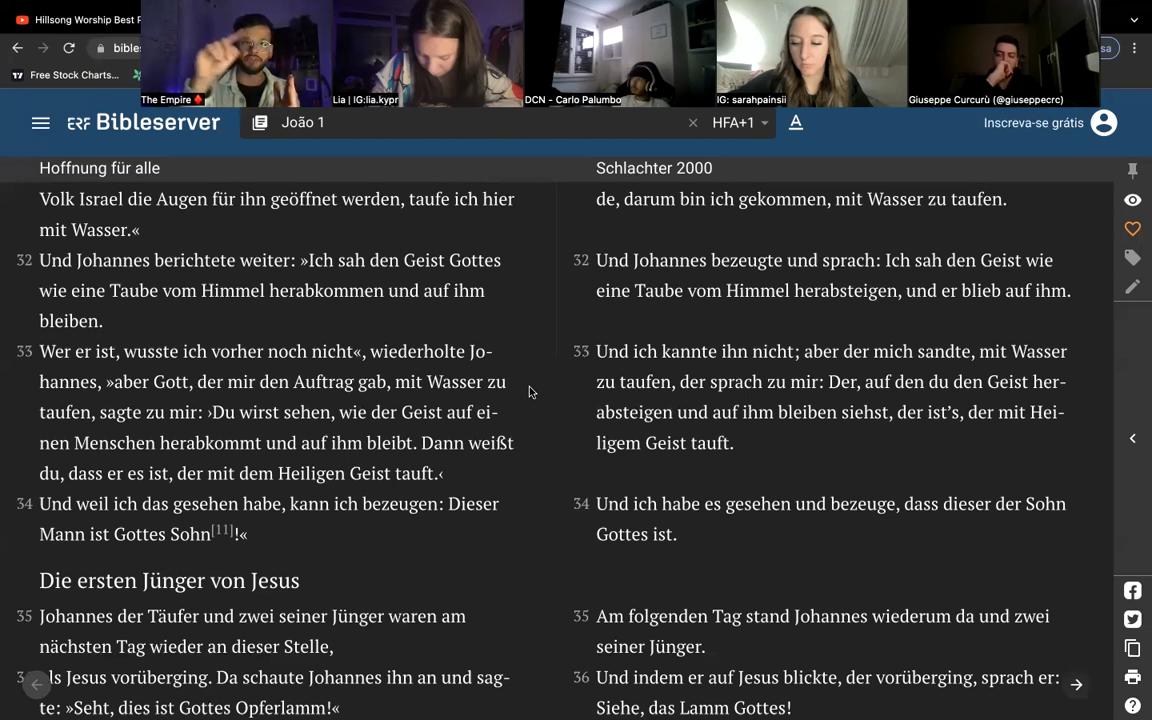 Hillsong Worship Best P
bibles
sa
Free Stock Charts...
The Empire
Lia | IG:lia.kypr
DCN - Carlo Palumbo
IG: sarahpainsii
Giuseppe Curcurù (@giuseppecrc)
ERF Bibleserver
João 1
HFA+1
A
Inscreva-se grátis
Hoffnung für alle
Volk Israel die Augen für ihn geöffnet werden, taufe ich hier
mit Wasser.«
32 Und Johannes berichtete weiter: »Ich sah den Geist Gottes
wie eine Taube vom Himmel herabkommen und auf ihm
bleiben.
33 Wer er ist, wusste ich vorher noch nicht«, wiederholte Jo-
hannes, »aber Gott, der mir den Auftrag gab, mit Wasser zu
taufen, sagte zu mir: ›Du wirst sehen, wie der Geist auf ei-
nen Menschen herabkommt und auf ihm bleibt. Dann weißt
du, dass er es ist, der mit dem Heiligen Geist tauft.‹
34 Und weil ich das gesehen habe, kann ich bezeugen: Dieser
Mann ist Gottes Sohn[11]!«
Die ersten Jünger von Jesus
35 Johannes der Täufer und zwei seiner Jünger waren am
nächsten Tag wieder an dieser Stelle,
3 ls Jesus vorüberging. Da schaute Johannes ihn an und sag-
te: »Seht, dies ist Gottes Opferlamm!«
Schlachter 2000
de, darum bin ich gekommen, mit Wasser zu taufen.
32 Und Johannes bezeugte und sprach: Ich sah den Geist wie
eine Taube vom Himmel herabsteigen, und er blieb auf ihm.
33 Und ich kannte ihn nicht; aber der mich sandte, mit Wasser
zu taufen, der sprach zu mir: Der, auf den du den Geist her-
absteigen und auf ihm bleiben siehst, der ist's, der mit Hei-
ligem Geist tauft.
34 Und ich habe es gesehen und bezeuge, dass dieser der Sohn
Gottes ist.
35 Am folgenden Tag stand Johannes wiederum da und zwei
seiner Jünger.
36 Und indem er auf Jesus blickte, der vorüberging, sprach er:
Siehe, das Lamm Gottes!